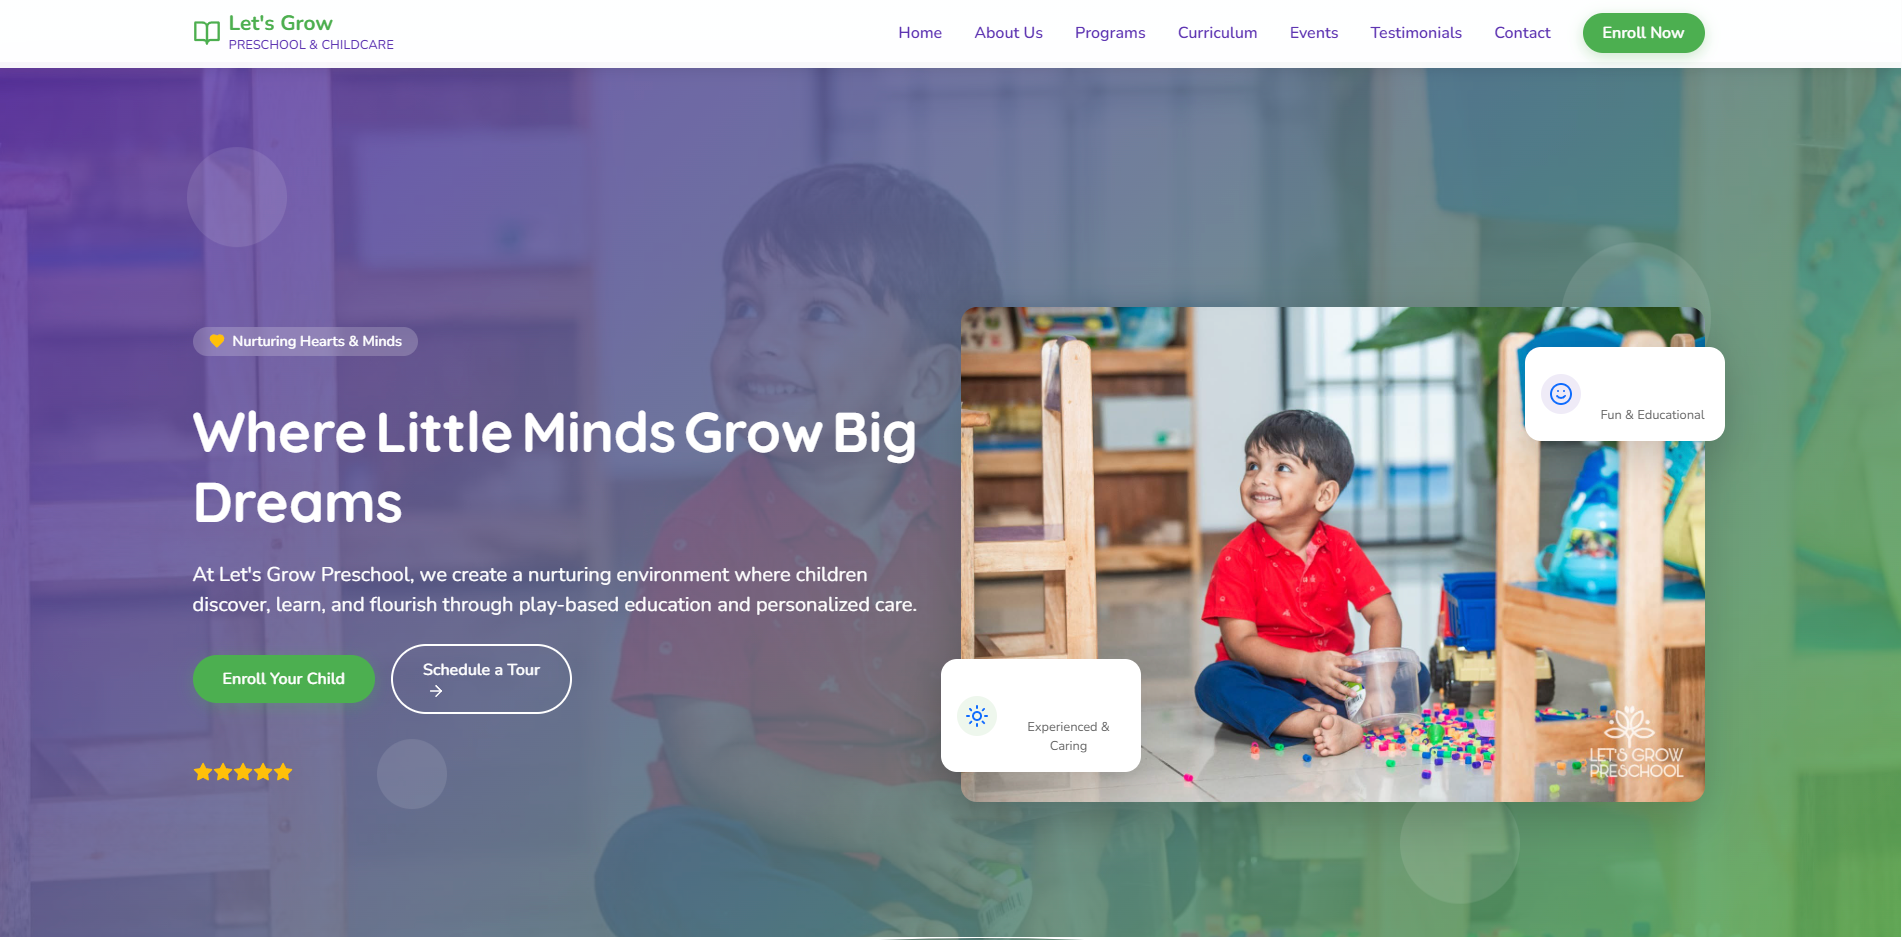 Let's Grow
PRESCHOOL & CHILDCARE
Home
About Us
Programs
Curriculum
Events
Testimonials
Contact
Enroll Now
Nurturing Hearts & Minds
Where Little Minds Grow Big
Dreams
At Let's Grow Preschool, we create a nurturing environment where children
discover, learn, and flourish through play-based education and personalized care.
Enroll Your Child
Schedule a Tour
→
Fun & Educational
Experienced &
Caring
LET'S GROW
PRESCHOOL